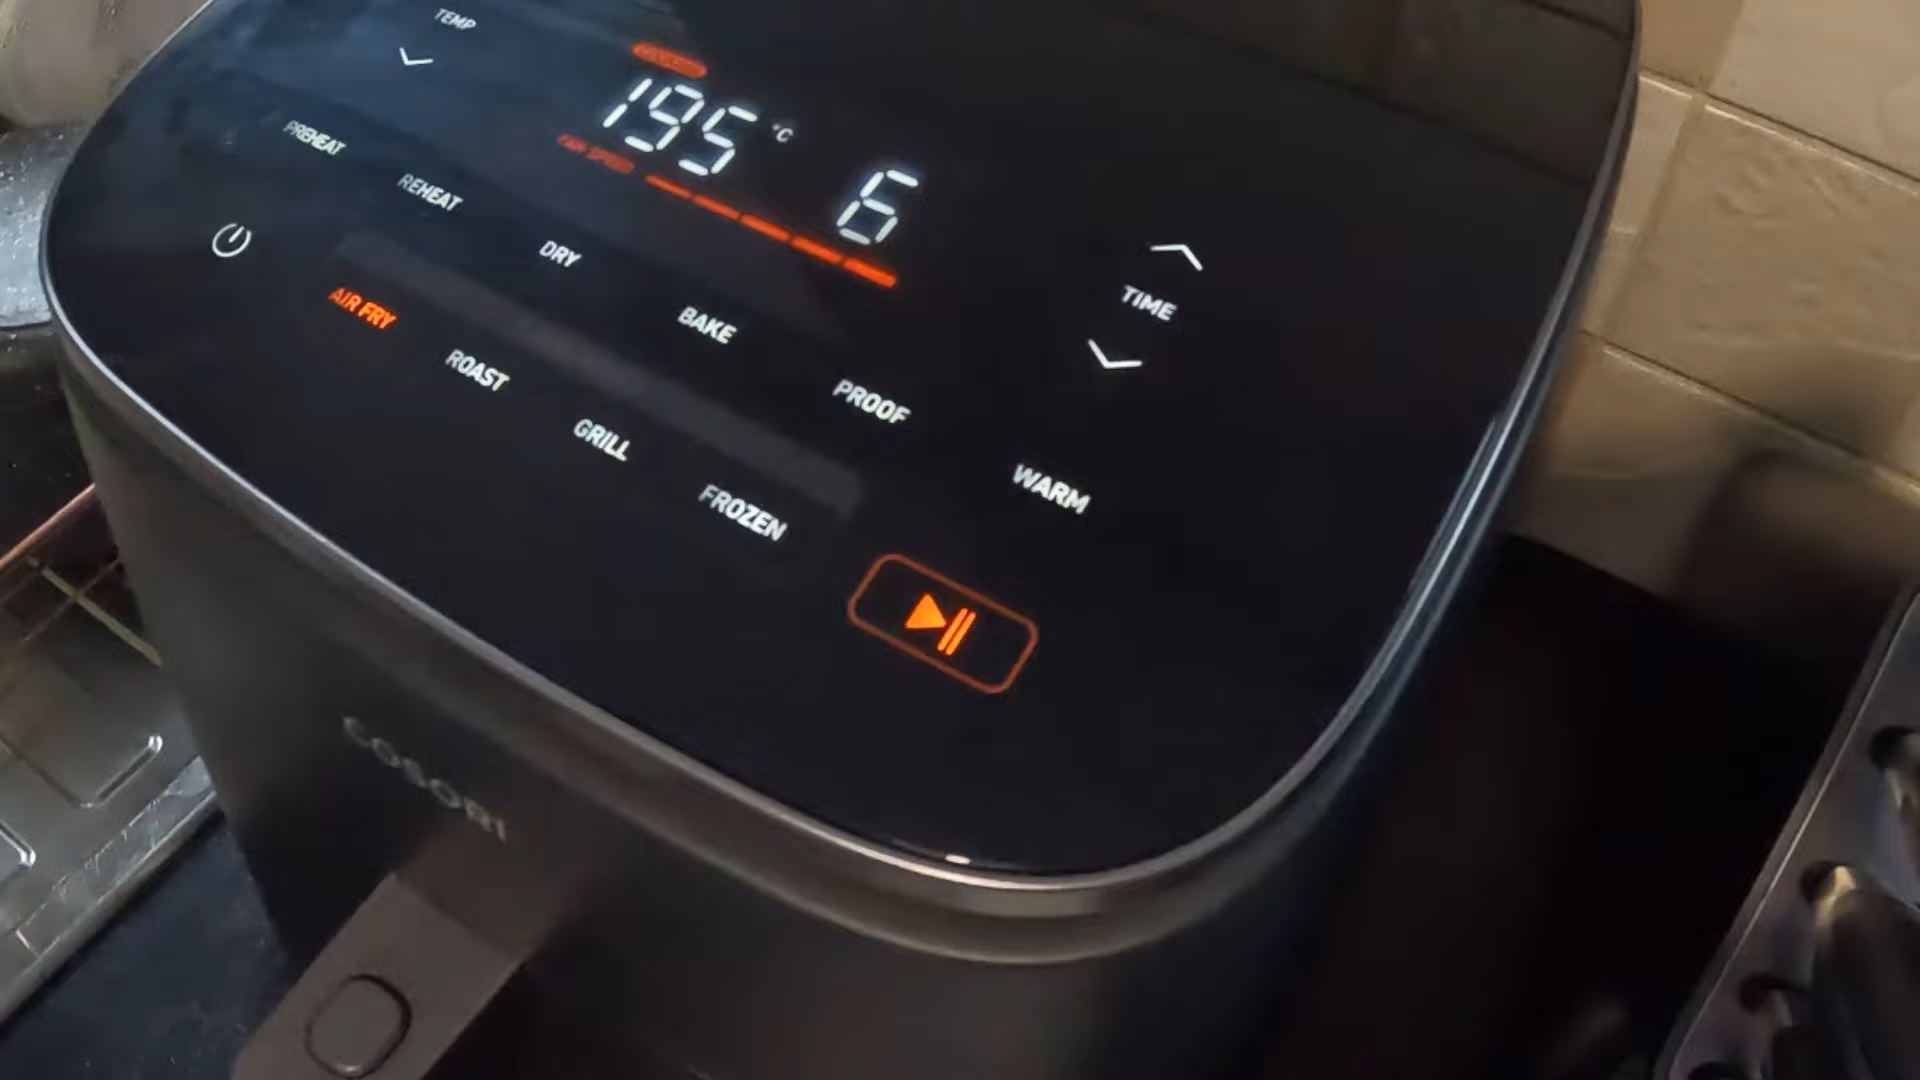 TEMP
195 °C
FAN SPEED
6
PREHEAT
REHEAT
DRY
BAKE
PROOF
WARM
TIME
AIR FRY
ROAST
GRILL
FROZEN
COSORI